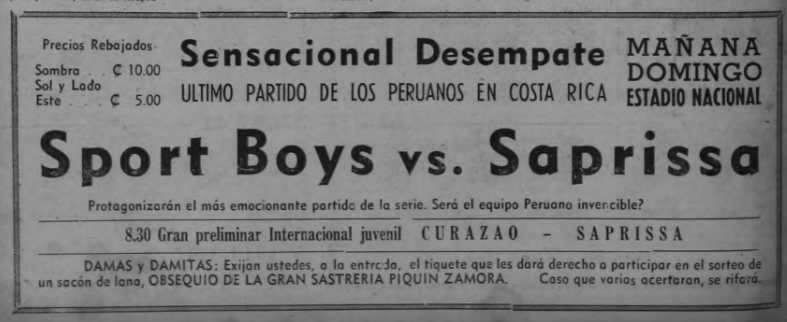 Precios Rebajados
Sombra . . ₡ 10.00
Sol y Lado
Este . . . ₡ 5.00
Sensacional Desempate
ULTIMO PARTIDO DE LOS PERUANOS EN COSTA RICA
MAÑANA
DOMINGO
ESTADIO NACIONAL
Sport Boys vs. Saprissa
Protagonizarán el más emocionante partido de la serie. Será el equipo Peruano invencible?
8.30 Gran preliminar Internacional juvenil CURAZAO - SAPRISSA
DAMAS y DAMITAS: Exijan ustedes, a la entrada, el tiquete que les dará derecho a participar en el sorteo de
un sacón de lana, OBSEQUIO DE LA GRAN SASTRERIA PIQUIN ZAMORA. Caso que varias acertaran, se rifará.